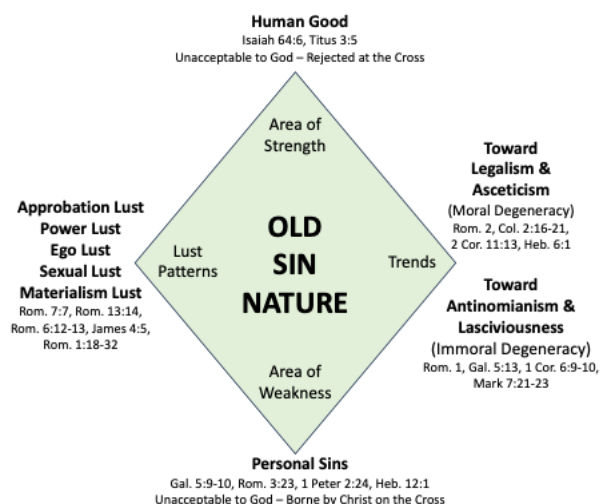 Human Good
Isaiah 64:6, Titus 3:5
Unacceptable to God – Rejected at the Cross
Area of
Strength
Approbation Lust
Power Lust
Ego Lust
Sexual Lust
Materialism Lust
Rom. 7:7, Rom. 13:14,
Rom. 6:12-13, James 4:5,
Rom. 1:18-32
Lust
Patterns
OLD
SIN
NATURE
Trends
Toward
Legalism &
Asceticism
(Moral Degeneracy)
Rom. 2, Col. 2:16-21,
2 Cor. 11:13, Heb. 6:1
Toward
Antinomianism &
Lasciviousness
(Immoral Degeneracy)
Rom. 1, Gal. 5:13, 1 Cor. 6:9-10,
Mark 7:21-23
Area of
Weakness
Personal Sins
Gal. 5:9-10, Rom. 3:23, 1 Peter 2:24, Heb. 12:1
Unacceptable to God – Borne by Christ on the Cross